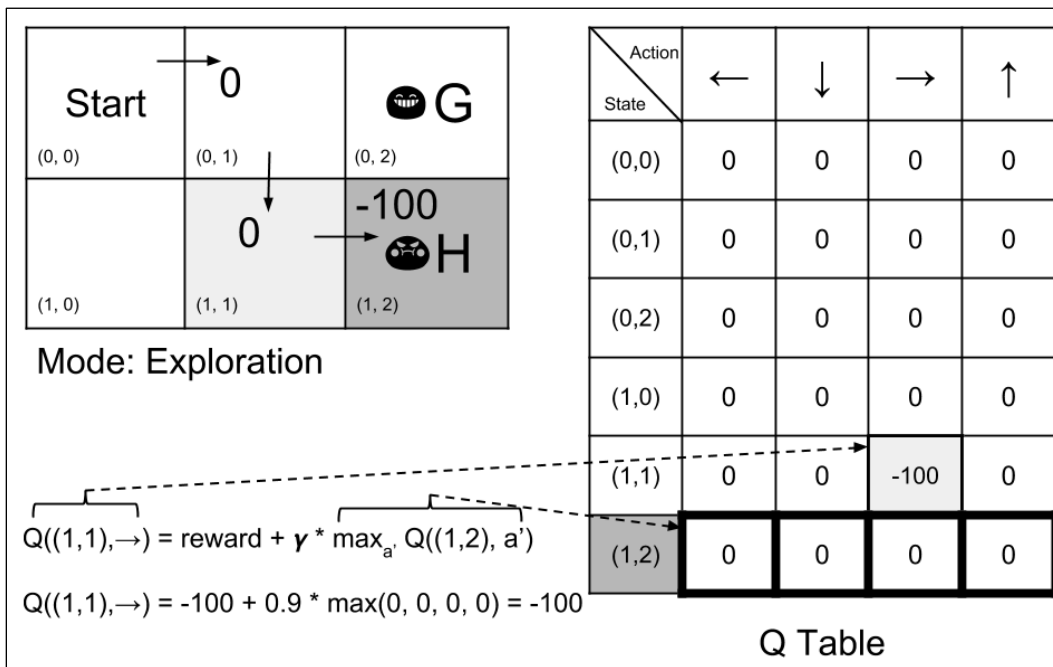 0
Start
G
(0, 0)
(0, 1)
(0, 2)
-100
0
H
(1, 0)
(1, 1)
(1, 2)
Mode: Exploration
Q((1,1),→) = reward + γ * maxₐ' Q((1,2), a')
Q((1,1),→) = -100 + 0.9 * max(0, 0, 0, 0) = -100
Action
State
← ↓ → ↑
(0,0) 0 0 0 0
(0,1) 0 0 0 0
(0,2) 0 0 0 0
(1,0) 0 0 0 0
(1,1) 0 0 -100 0
(1,2) 0 0 0 0
Q Table